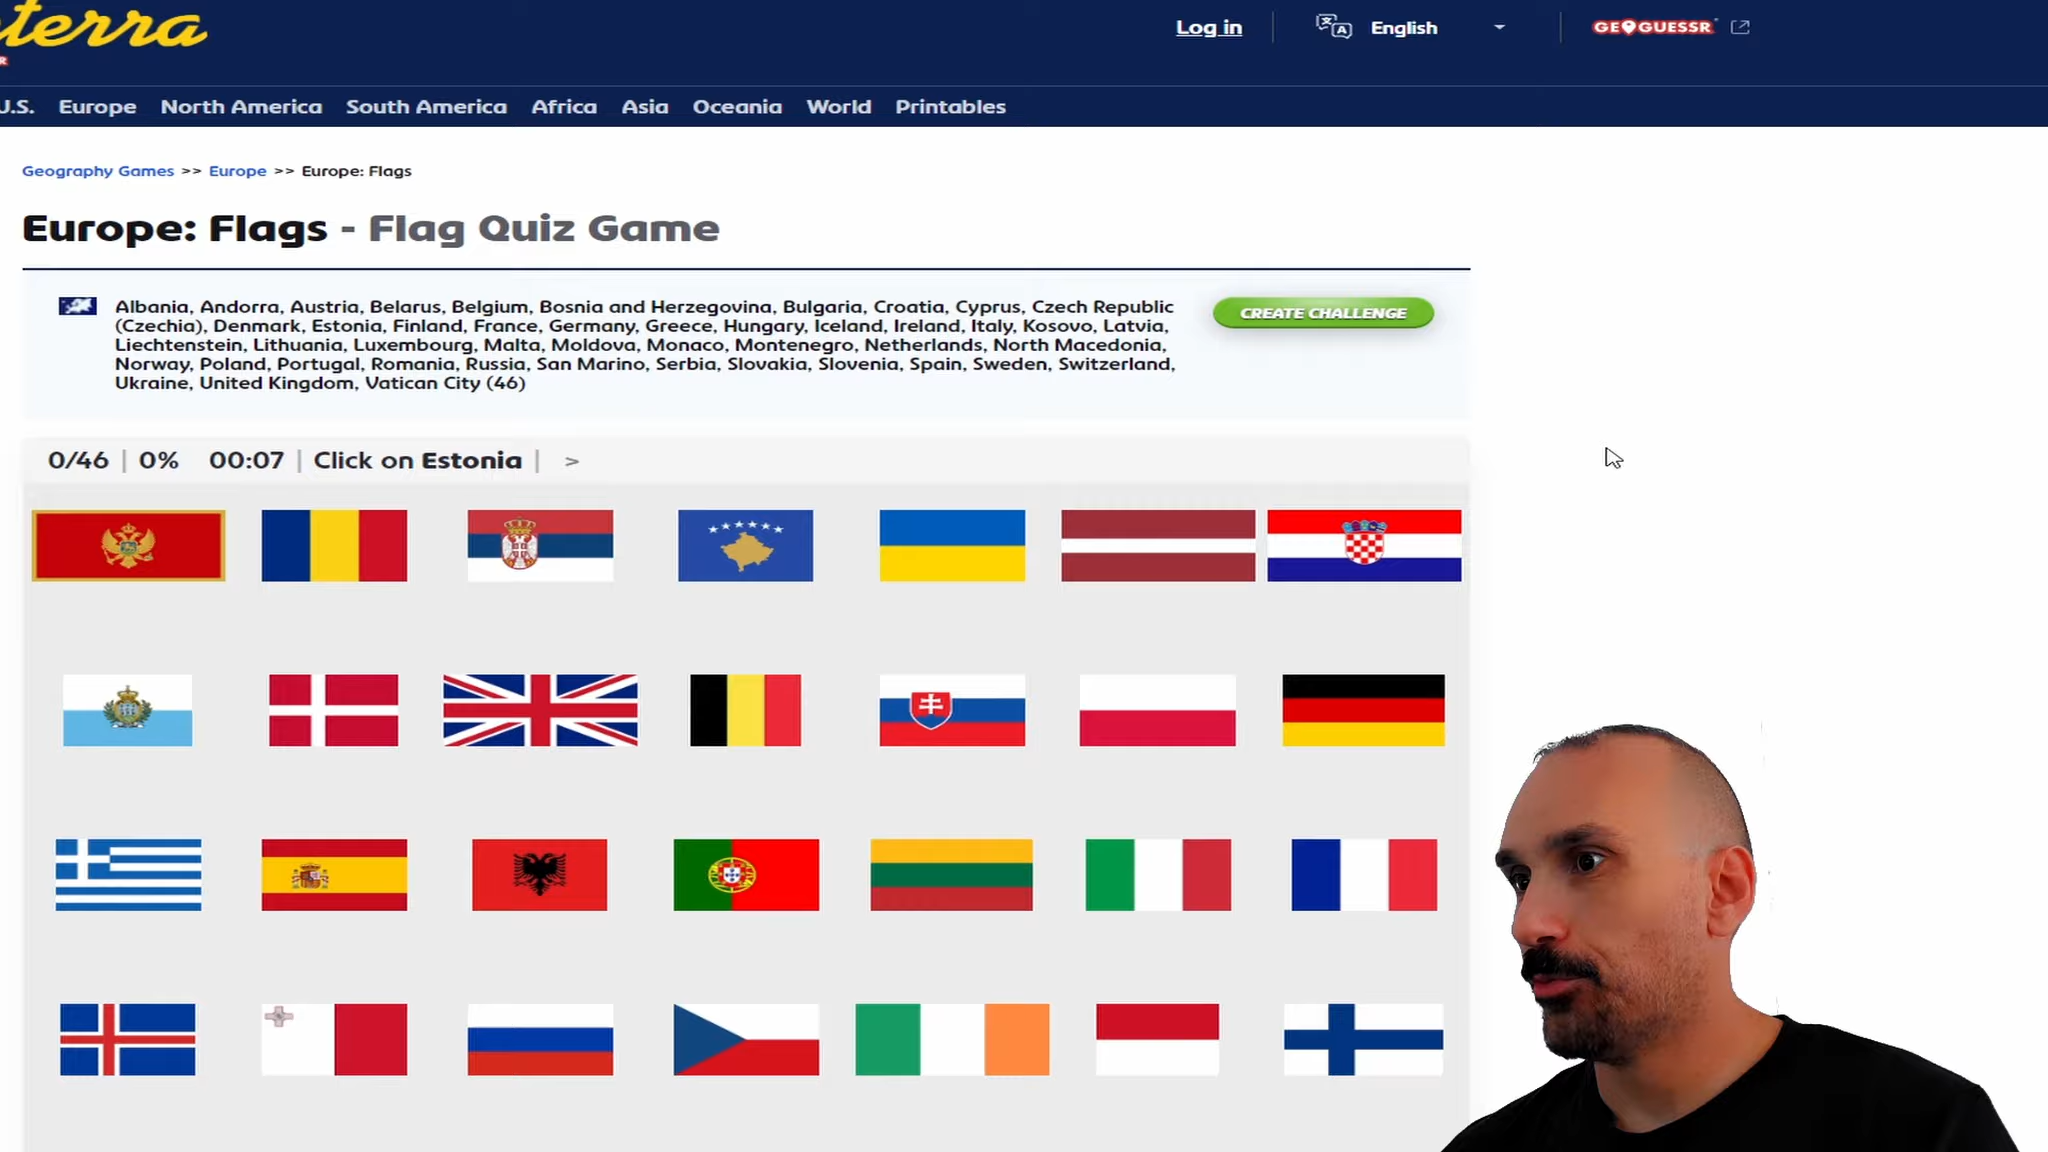 terra
Log in
English
GEOGUESSR
U.S. Europe North America South America Africa Asia Oceania World Printables
Geography Games >> Europe >> Europe: Flags
Europe: Flags - Flag Quiz Game
Albania, Andorra, Austria, Belarus, Belgium, Bosnia and Herzegovina, Bulgaria, Croatia, Cyprus, Czech Republic
(Czechia), Denmark, Estonia, Finland, France, Germany, Greece, Hungary, Iceland, Ireland, Italy, Kosovo, Latvia,
Liechtenstein, Lithuania, Luxembourg, Malta, Moldova, Monaco, Montenegro, Netherlands, North Macedonia,
Norway, Poland, Portugal, Romania, Russia, San Marino, Serbia, Slovakia, Slovenia, Spain, Sweden, Switzerland,
Ukraine, United Kingdom, Vatican City (46)
CREATE CHALLENGE
0/46 | 0% 00:07 | Click on Estonia | >